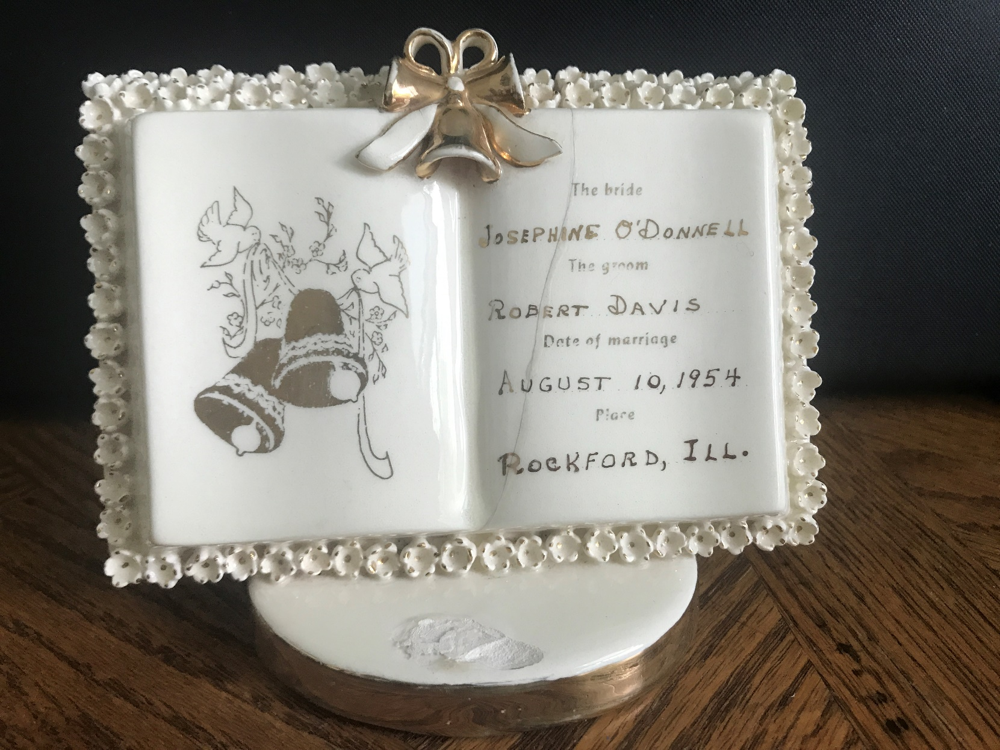 The bride
JOSEPHINE O'DONNELL
The groom
ROBERT DAVIS
Date of marriage
AUGUST 10, 1954
Place
ROCKFORD, ILL.